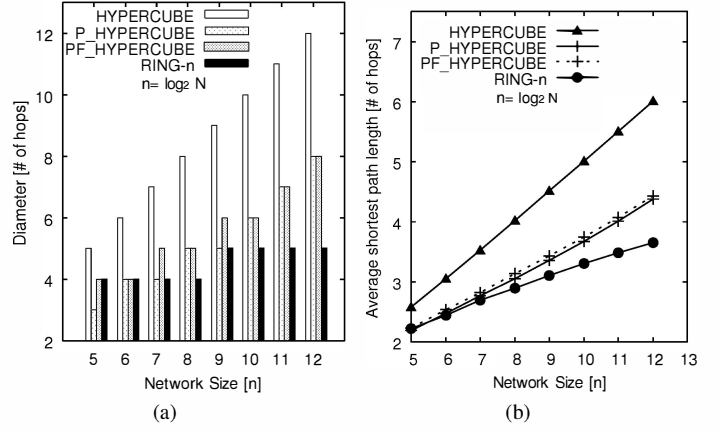 HYPERCUBE
P_HYPERCUBE
PF_HYPERCUBE
RING-n
n= log2 N
Diameter [# of hops]
12
10
8
6
4
2
5 6 7 8 9 10 11 12
Network Size [n]
(a)
HYPERCUBE
P_HYPERCUBE
PF_HYPERCUBE
RING-n
n= log2 N
Average shortest path length [# of hops]
7
6
5
4
3
2
5 6 7 8 9 10 11 12 13
Network Size [n]
(b)